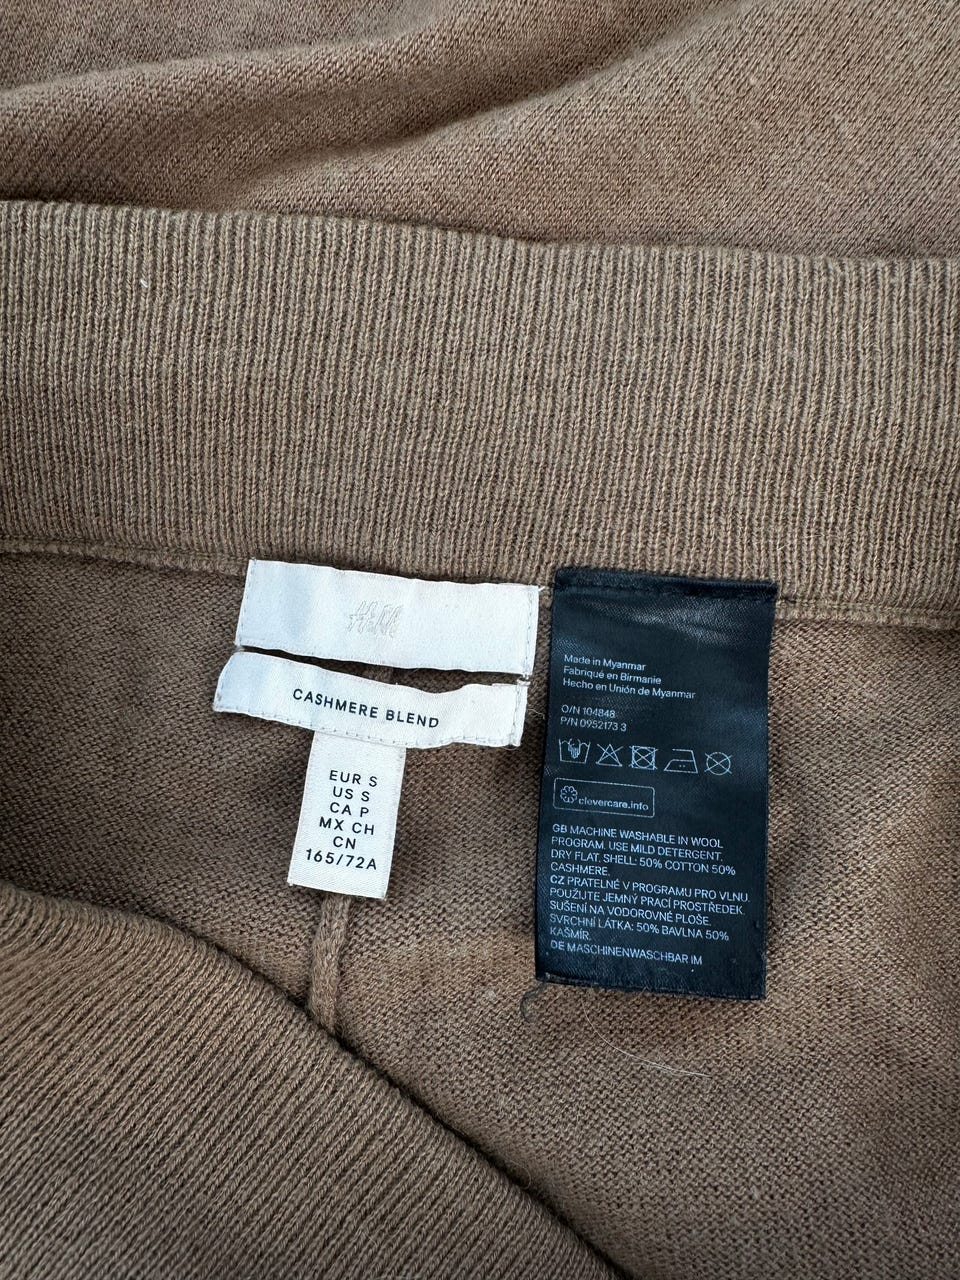 H&M
CASHMERE BLEND
EUR S
US S
CA P
MX CH
CN
165/72A
Made in Myanmar
Fabriqué en Birmanie
Hecho en Unión de Myanmar
O/N 104848
P/N 0952173 3
clevercare.info
GB MACHINE WASHABLE IN WOOL
PROGRAM. USE MILD DETERGENT.
DRY FLAT. SHELL: 50% COTTON 50%
CASHMERE.
CZ PRATELNÉ V PROGRAMU PRO VLNU.
POUŽIJTE JEMNÝ PRACÍ PROSTŘEDEK.
SUŠENÍ NA VODOROVNÉ PLOŠE.
SVRCHNÍ LÁTKA: 50% BAVLNA 50%
KAŠMÍR.
DE MASCHINENWASCHBAR IM